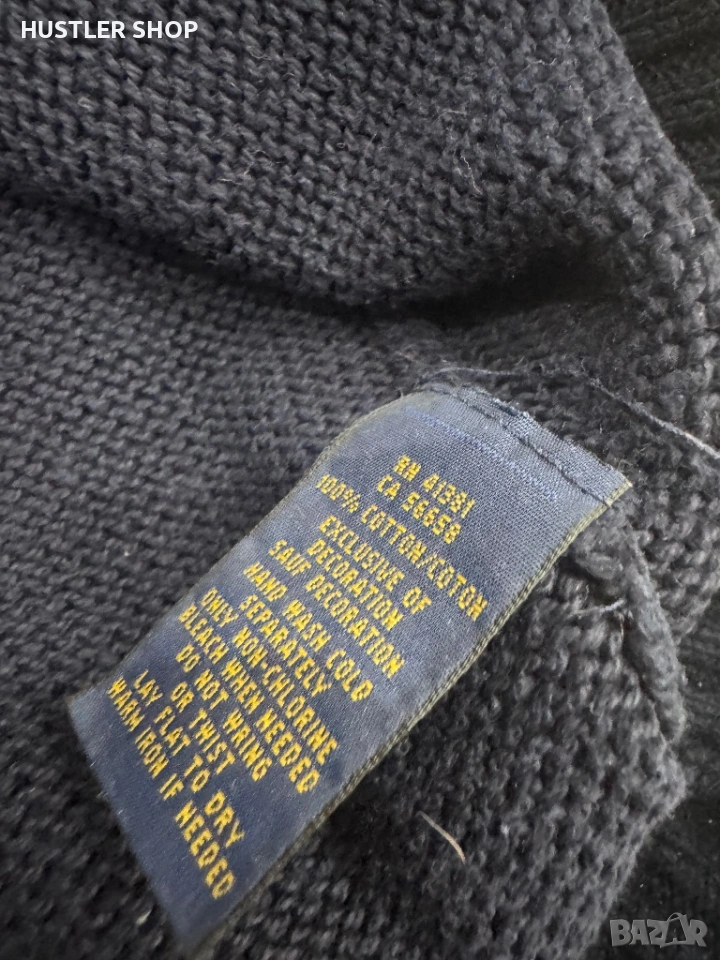 HUSTLER SHOP
RN 41381
CA 56658
100% COTTON/COTON
EXCLUSIVE OF
DECORATION
SAUF DECORATION
HAND WASH COLD
SEPARATELY
ONLY NON-CHLORINE
BLEACH WHEN NEEDED
DO NOT WRING
OR TWIST
LAY FLAT TO DRY
WARM IRON IF NEEDED
BAZAR